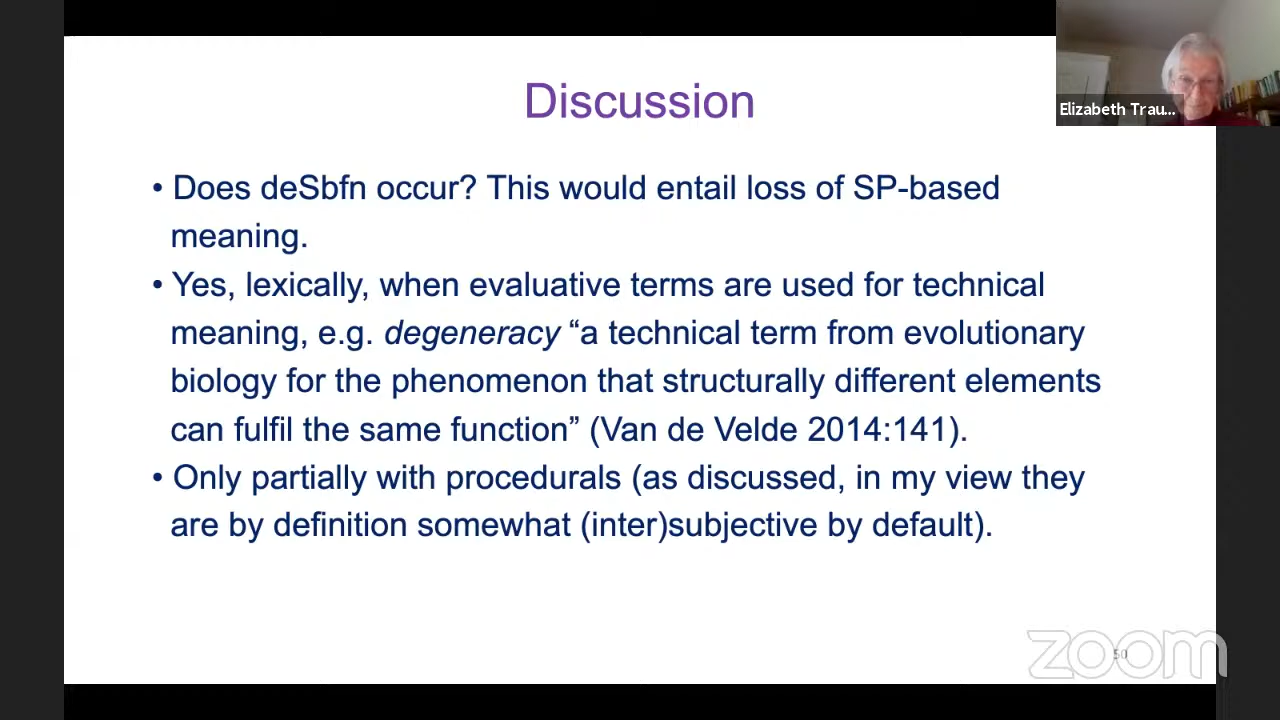 Elizabeth Trau...
Discussion
• Does deSbfn occur? This would entail loss of SP-based
meaning.
• Yes, lexically, when evaluative terms are used for technical
meaning, e.g. degeneracy “a technical term from evolutionary
biology for the phenomenon that structurally different elements
can fulfil the same function” (Van de Velde 2014:141).
• Only partially with procedurals (as discussed, in my view they
are by definition somewhat (inter)subjective by default).
zoom
50